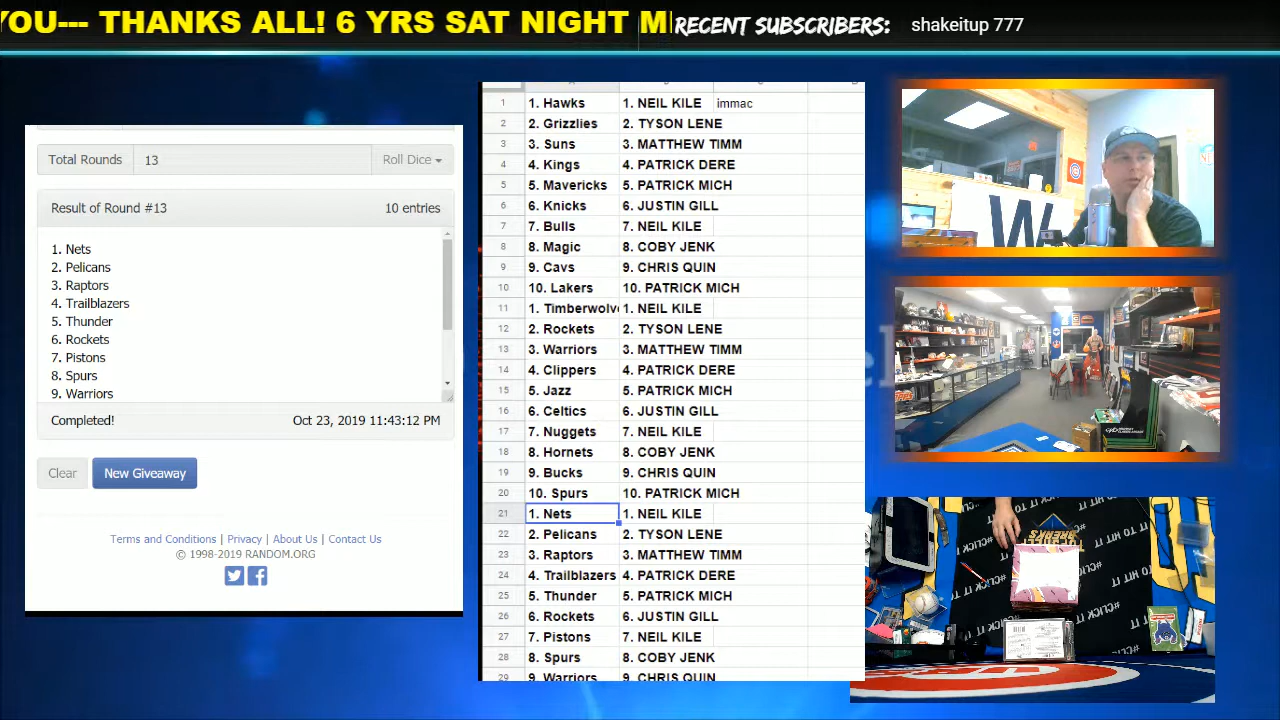 YOU--- THANKS ALL! 6 YRS SAT NIGHT M
RECENT SUBSCRIBERS: shakeitup 777
Total Rounds 13 Roll Dice
Result of Round #13 10 entries
1. Nets
2. Pelicans
3. Raptors
4. Trailblazers
5. Thunder
6. Rockets
7. Pistons
8. Spurs
9. Warriors
Completed! Oct 23, 2019 11:43:12 PM
Clear New Giveaway
Terms and Conditions | Privacy | About Us | Contact Us
© 1998-2019 RANDOM.ORG
1 1. Hawks 1. NEIL KILE immac
2 2. Grizzlies 2. TYSON LENE
3 3. Suns 3. MATTHEW TIMM
4 4. Kings 4. PATRICK DERE
5 5. Mavericks 5. PATRICK MICH
6 6. Knicks 6. JUSTIN GILL
7 7. Bulls 7. NEIL KILE
8 8. Magic 8. COBY JENK
9 9. Cavs 9. CHRIS QUIN
10 10. Lakers 10. PATRICK MICH
11 1. Timberwolv 1. NEIL KILE
12 2. Rockets 2. TYSON LENE
13 3. Warriors 3. MATTHEW TIMM
14 4. Clippers 4. PATRICK DERE
15 5. Jazz 5. PATRICK MICH
16 6. Celtics 6. JUSTIN GILL
17 7. Nuggets 7. NEIL KILE
18 8. Hornets 8. COBY JENK
19 9. Bucks 9. CHRIS QUIN
20 10. Spurs 10. PATRICK MICH
21 1. Nets 1. NEIL KILE
22 2. Pelicans 2. TYSON LENE
23 3. Raptors 3. MATTHEW TIMM
24 4. Trailblazers 4. PATRICK DERE
25 5. Thunder 5. PATRICK MICH
26 6. Rockets 6. JUSTIN GILL
27 7. Pistons 7. NEIL KILE
28 8. Spurs 8. COBY JENK
29 9. Warriors 9. CHRIS QUIN
W
BREAKS
#CLICK IT TO HIT IT